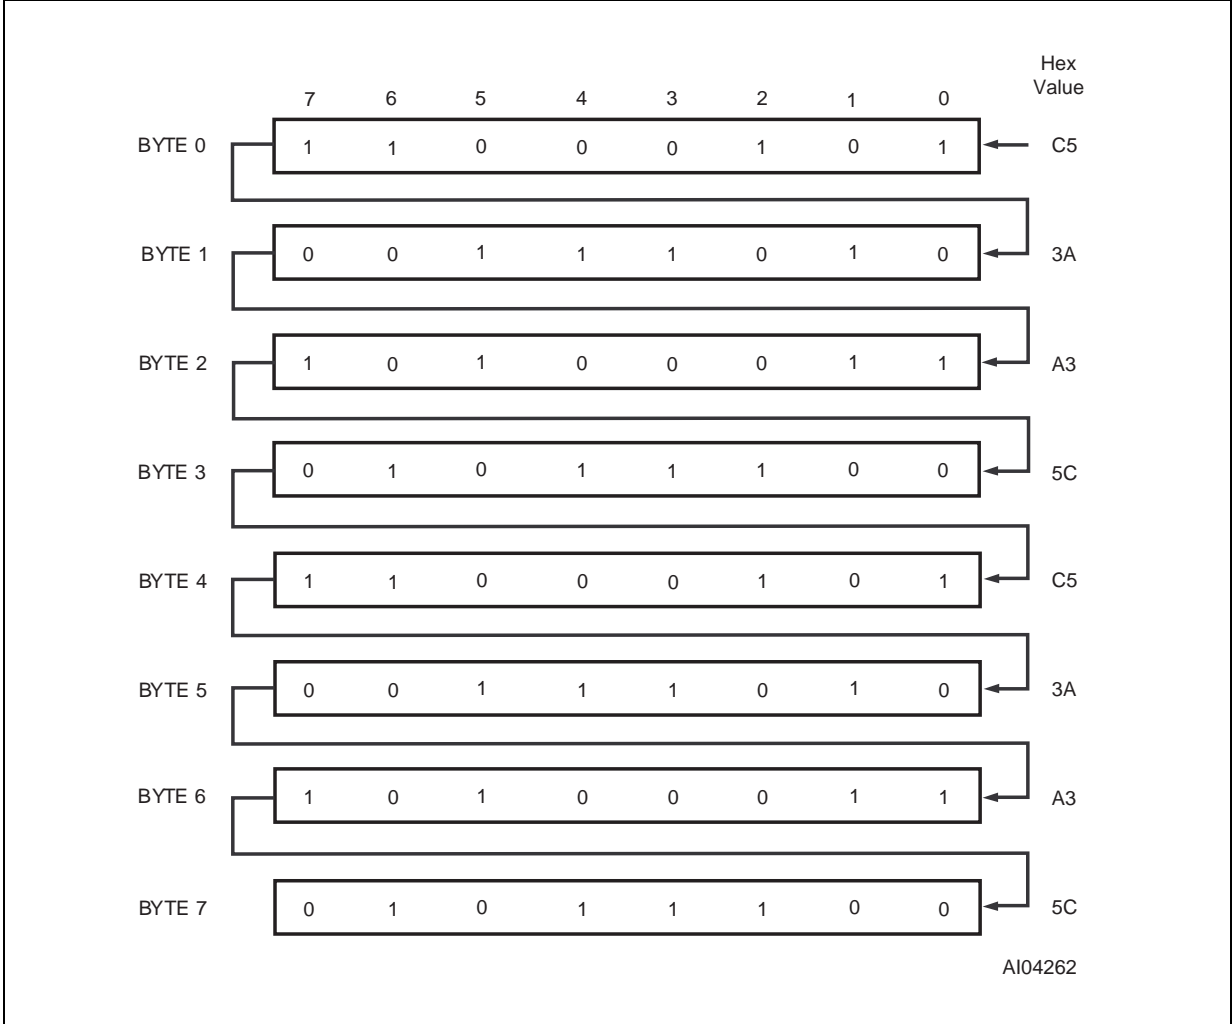 Hex
Value
7 6 5 4 3 2 1 0
BYTE 0 1 1 0 0 0 1 0 1 C5
BYTE 1 0 0 1 1 1 0 1 0 3A
BYTE 2 1 0 1 0 0 0 1 1 A3
BYTE 3 0 1 0 1 1 1 0 0 5C
BYTE 4 1 1 0 0 0 1 0 1 C5
BYTE 5 0 0 1 1 1 0 1 0 3A
BYTE 6 1 0 1 0 0 0 1 1 A3
BYTE 7 0 1 0 1 1 1 0 0 5C
AI04262